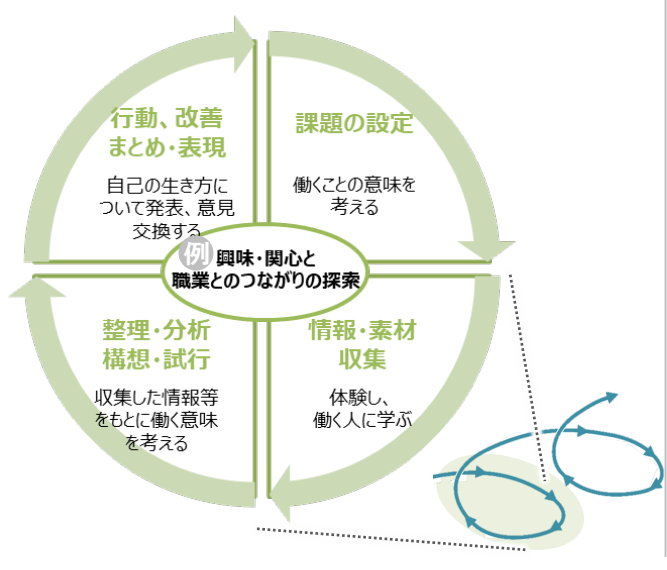 行動、改善
まとめ・表現
自己の生き方に
ついて発表、意見
交換する
課題の設定
働くことの意味を
考える
例
興味・関心と
職業とのつながりの探索
整理・分析
構想・試行
収集した情報等
をもとに働く意味
を考える
情報・素材
収集
体験し、
働く人に学ぶ